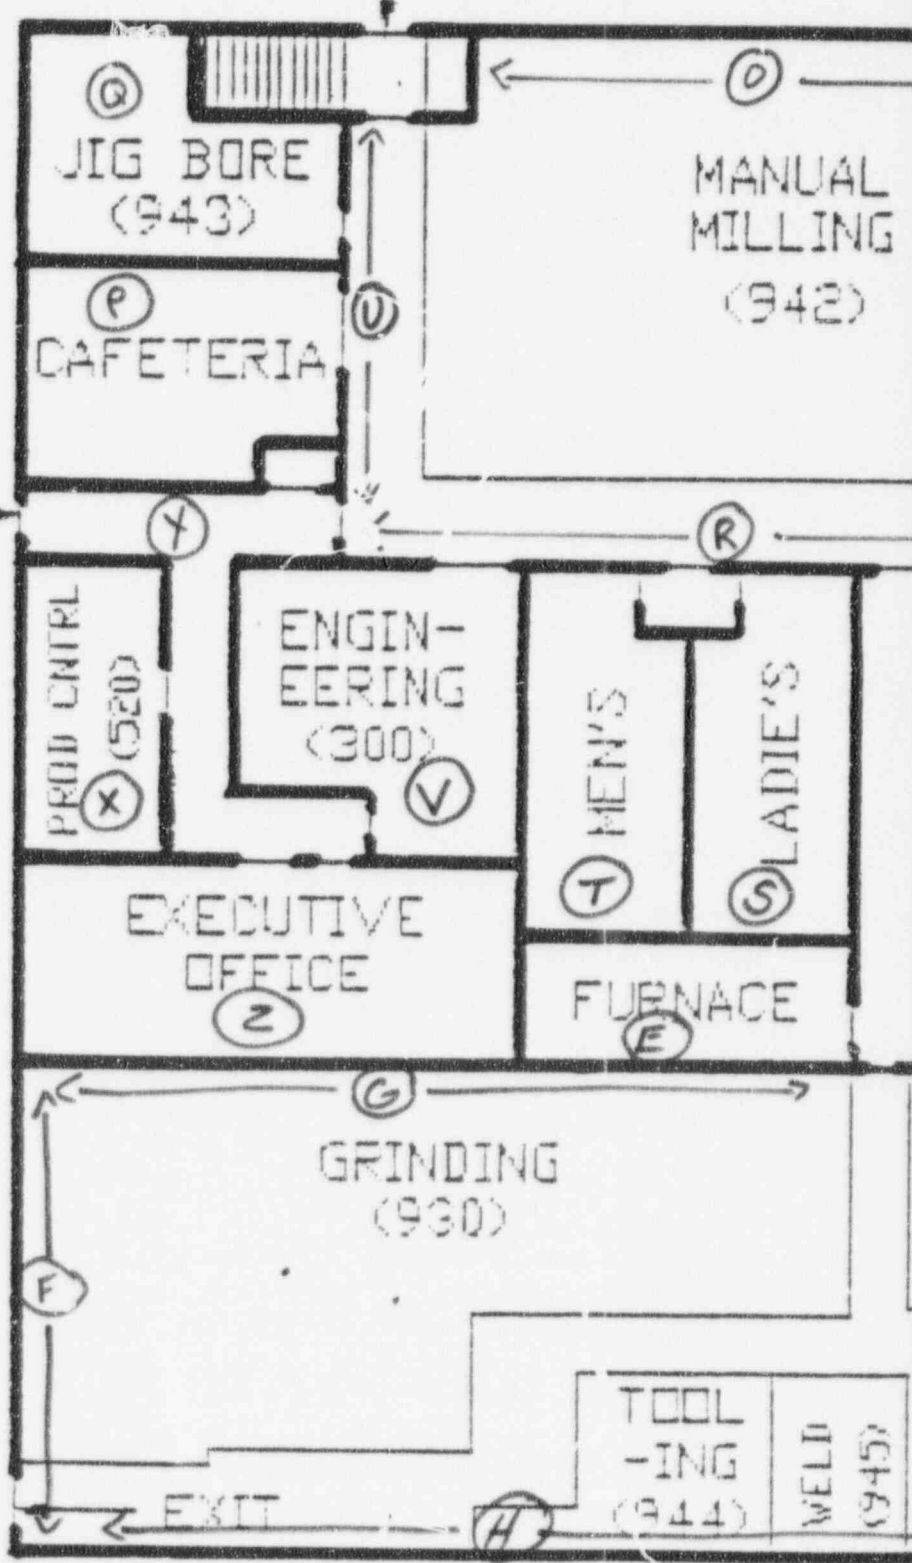 Q
O
JIG BORE
(943)
MANUAL
MILLING
(942)
P
CAFETERIA
U
Y
R
PROD CNTRL
(520)
X
ENGIN-
EERING
(300)
V
MEN'S
T
LADIE'S
S
EXECUTIVE
OFFICE
Z
FURNACE
E
G
GRINDING
(930)
F
TOOL
-ING
(944)
WELD
(945)
EXIT
H